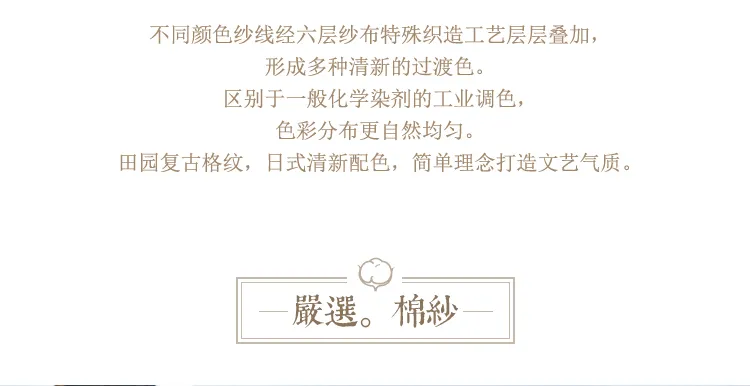 不同颜色纱线经六层纱布特殊织造工艺层层叠加，
形成多种清新的过渡色。
区别于一般化学染剂的工业调色，
色彩分布更自然均匀。
田园复古格纹，日式清新配色，简单理念打造文艺气质。
嚴選。棉紗